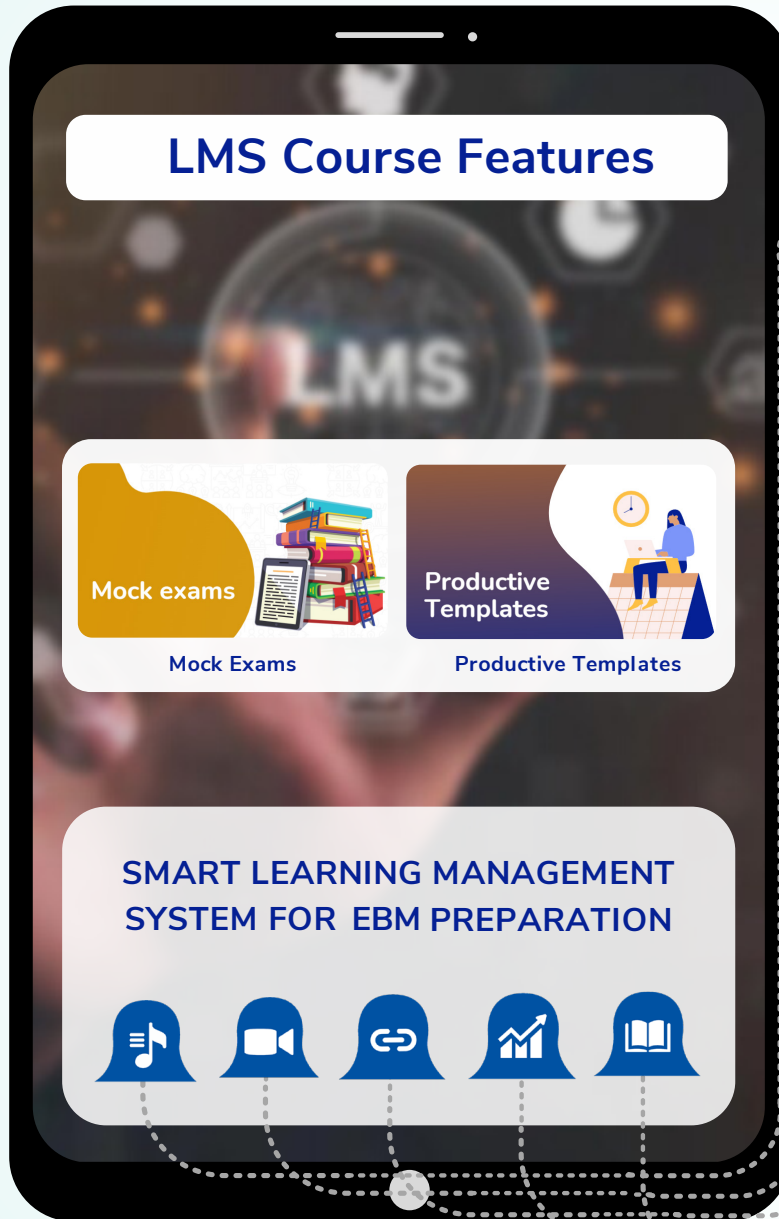 LMS Course Features
LMS
Mock exams
Productive
Templates
Mock Exams
Productive Templates
SMART LEARNING MANAGEMENT
SYSTEM FOR EBM PREPARATION